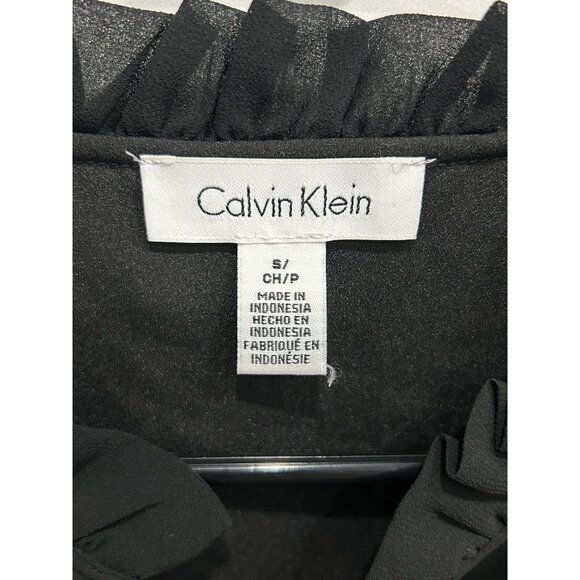 Calvin Klein
S/
CH/P
MADE IN
INDONESIA
HECHO EN
INDONESIA
FABRIQUÉ EN
INDONÉSIE